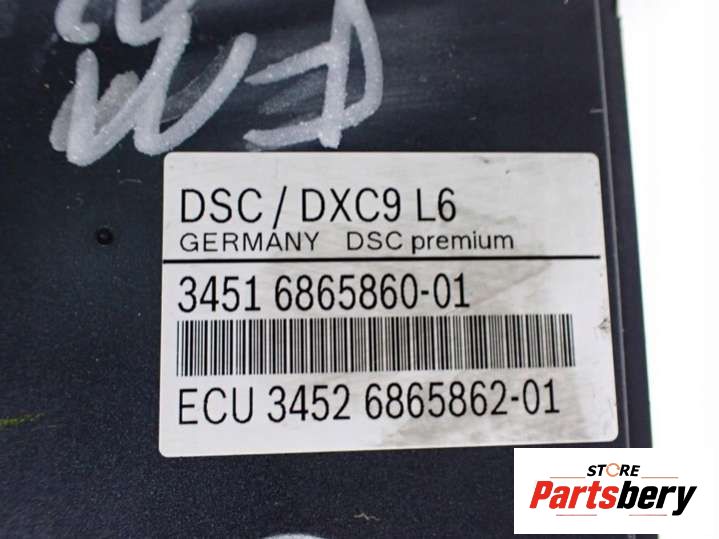 DSC / DXC9 L6
GERMANY DSC premium
3451 6865860-01
ECU 3452 6865862-01
STORE
Partsbery